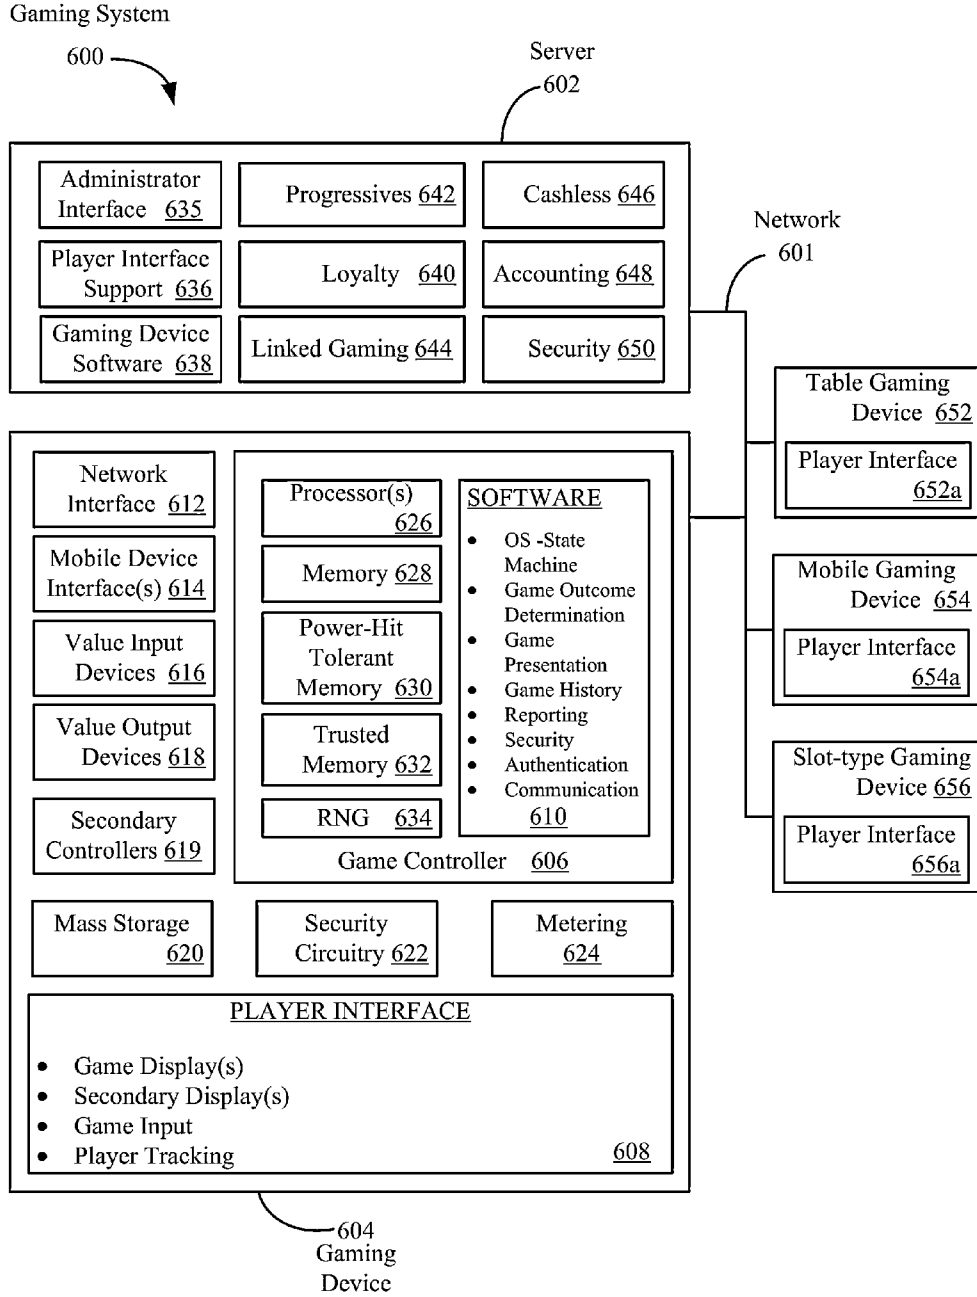 Gaming System
600
Server
602
Administrator
Interface 635
Progressives 642
Cashless 646
Player Interface
Support 636
Loyalty 640
Accounting 648
Gaming Device
Software 638
Linked Gaming 644
Security 650
Network
601
Table Gaming
Device 652
Player Interface
652a
Mobile Gaming
Device 654
Player Interface
654a
Slot-type Gaming
Device 656
Player Interface
656a
Network
Interface 612
Mobile Device
Interface(s) 614
Value Input
Devices 616
Value Output
Devices 618
Secondary
Controllers 619
Processor(s)
626
Memory 628
Power-Hit
Tolerant
Memory 630
Trusted
Memory 632
RNG 634
SOFTWARE
• OS -State
Machine
• Game Outcome
Determination
• Game
Presentation
• Game History
• Reporting
• Security
• Authentication
• Communication
610
Game Controller 606
Mass Storage
620
Security
Circuitry 622
Metering
624
PLAYER INTERFACE
• Game Display(s)
• Secondary Display(s)
• Game Input
• Player Tracking
608
604
Gaming
Device